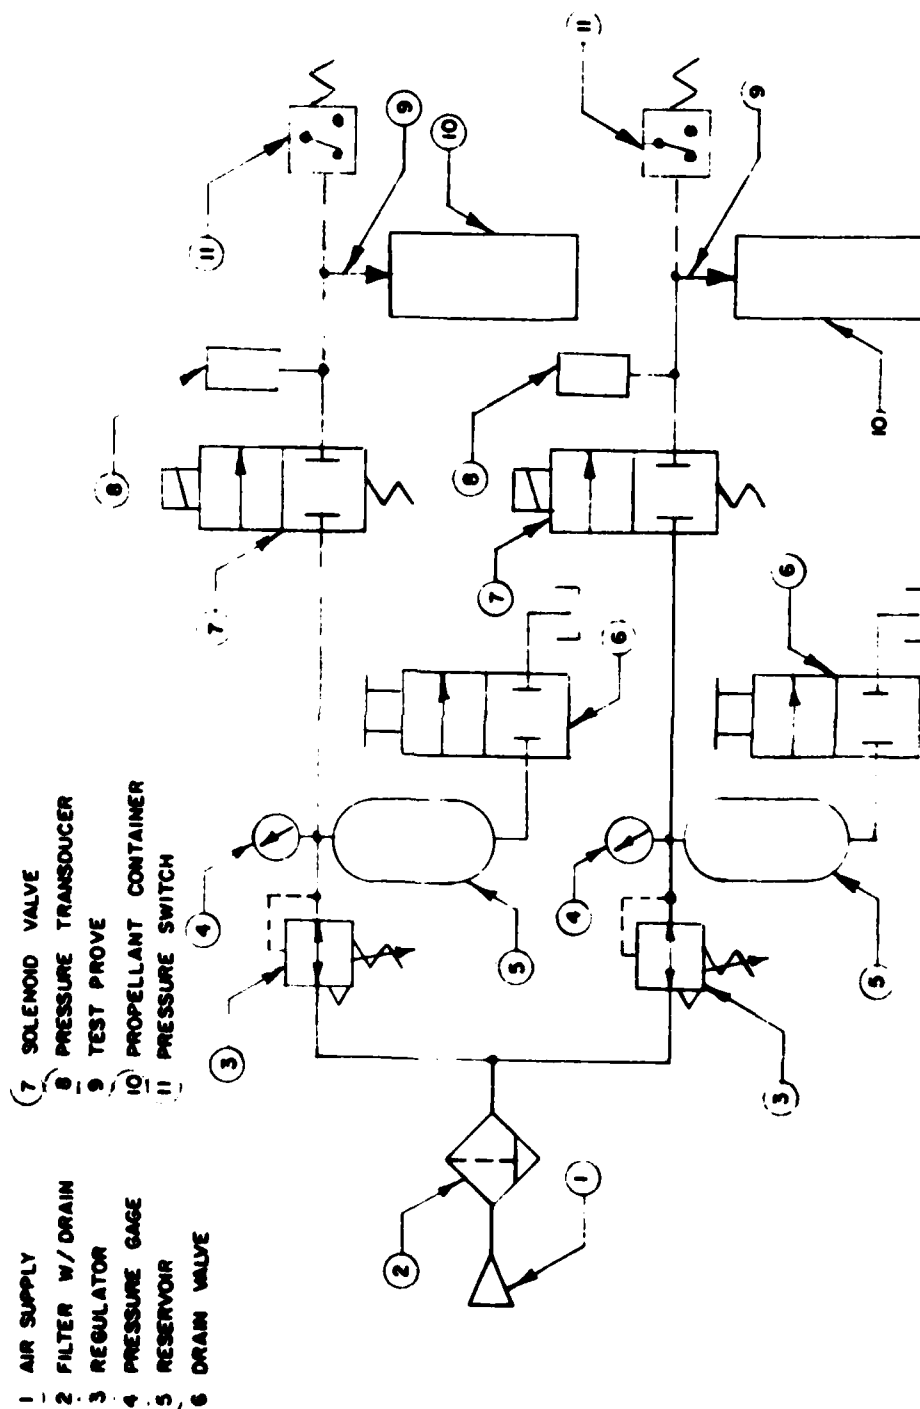 1 AIR SUPPLY
2 FILTER W/ DRAIN
3 REGULATOR
4 PRESSURE GAGE
5 RESERVOIR
6 DRAIN VALVE
7 SOLENOID VALVE
8 PRESSURE TRANSDUCER
9 TEST PROVE
10 PROPELLANT CONTAINER
11 PRESSURE SWITCH
11
9
10
8
7
6
4
5
3
11
9
10
8
7
6
4
5
3
2
1